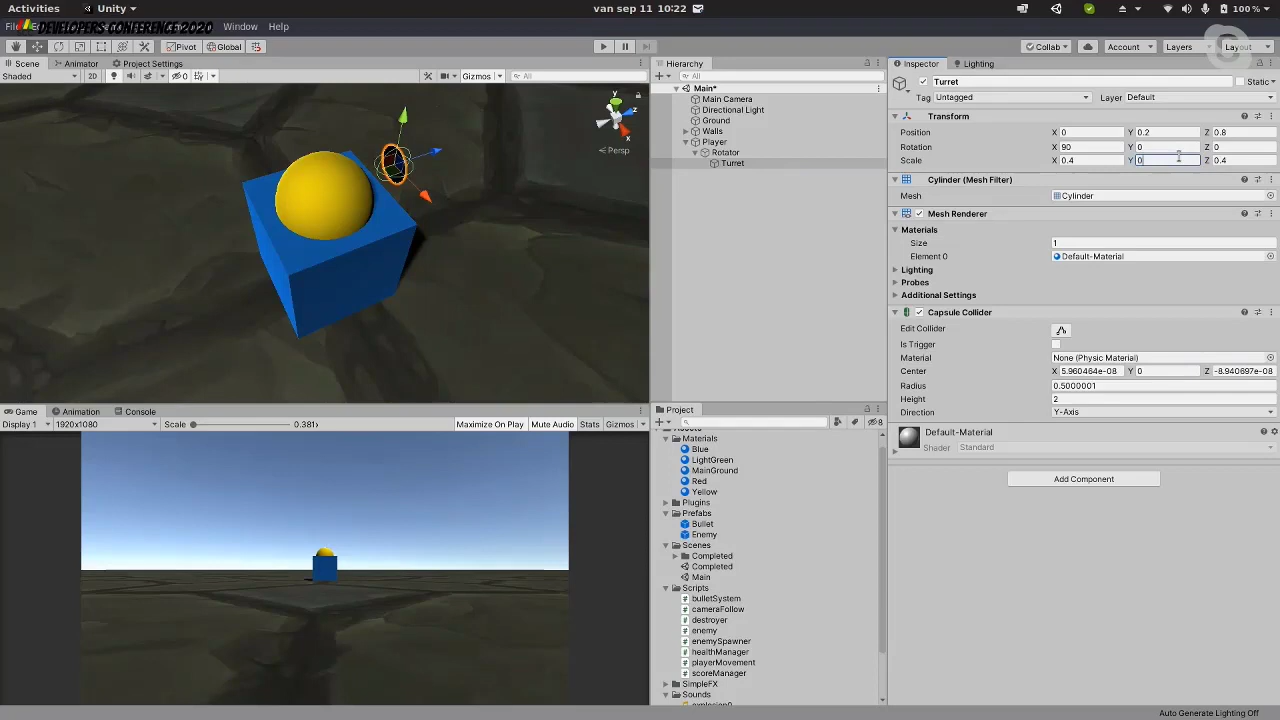 Activities
Unity
van sep 11 10:22
100 %
DEVELOPERS CONFERENCE 2020
Window
Help
Pivot
Global
Collab
Account
Layers
Layout
Scene
Animator
Project Settings
Shaded
2D
0
Gizmos
All
y
x
Persp
Hierarchy
All
Main*
Main Camera
Directional Light
Ground
Walls
Player
Rotator
Turret
Inspector
Lighting
Turret
Static
Tag
Untagged
Layer
Default
Transform
Position
X 0
Y 0.2
Z 0.8
Rotation
X 90
Y 0
Z 0
Scale
X 0.4
Y 0
Z 0.4
Cylinder (Mesh Filter)
Mesh
Cylinder
Mesh Renderer
Materials
Size
1
Element 0
Default-Material
Lighting
Probes
Additional Settings
Capsule Collider
Edit Collider
Is Trigger
Material
None (Physic Material)
Center
X 5.960464e-08
Y 0
Z -8.940697e-08
Radius
0.5000001
Height
2
Direction
Y-Axis
Default-Material
Shader
Standard
Add Component
Game
Animation
Console
Display 1
1920x1080
Scale
0.381x
Maximize On Play
Mute Audio
Stats
Gizmos
Project
8
Assets
Materials
Blue
LightGreen
MainGround
Red
Yellow
Plugins
Prefabs
Bullet
Enemy
Scenes
Completed
Completed
Main
Scripts
bulletSystem
cameraFollow
destroyer
enemy
enemySpawner
healthManager
playerMovement
scoreManager
SimpleFX
Sounds
explosion0
Auto Generate Lighting Off